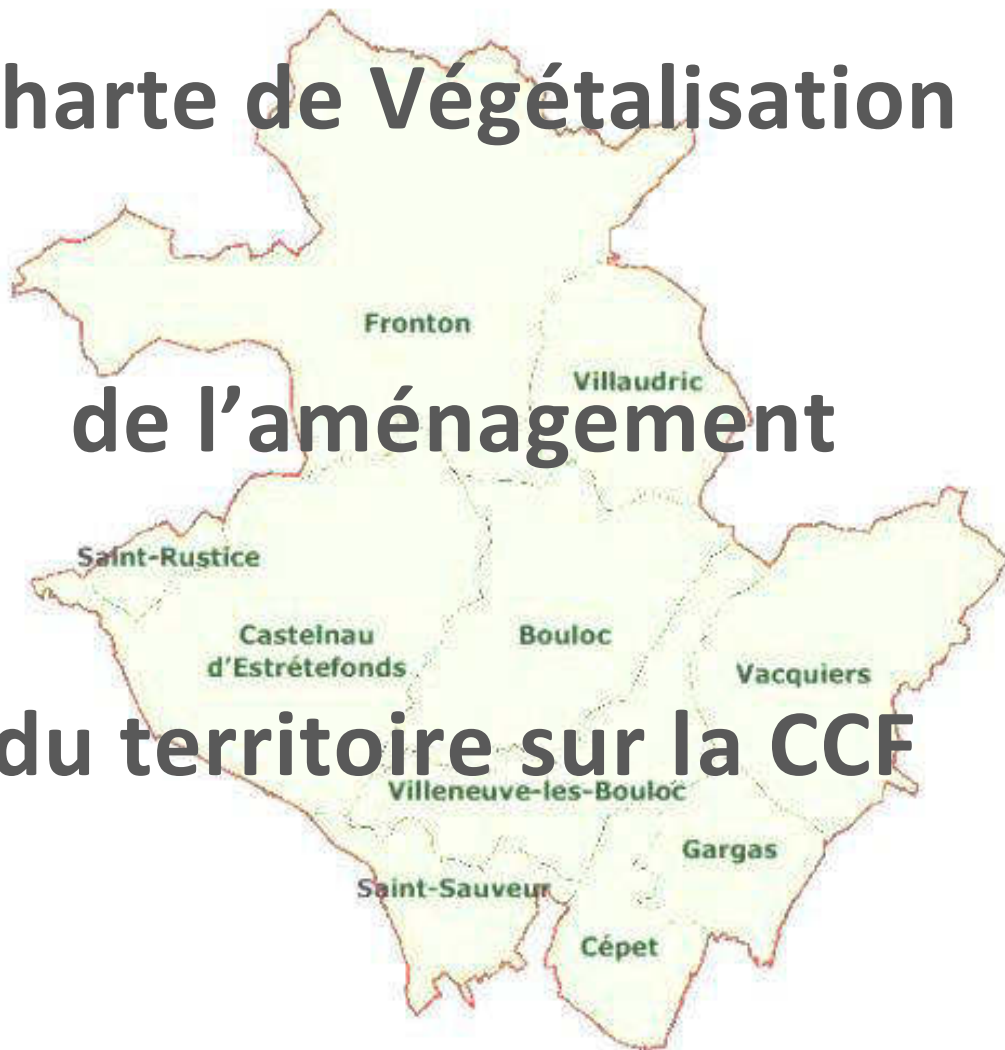 harte de Végétalisation
Fronton
Villaudric
de l’aménagement
Saint-Rustice
Castelnau
d'Estrétefonds
Bouloc
Vacquiers
du territoire sur la CCF
Villeneuve-les-Bouloc
Gargas
Saint-Sauveur
Cépet